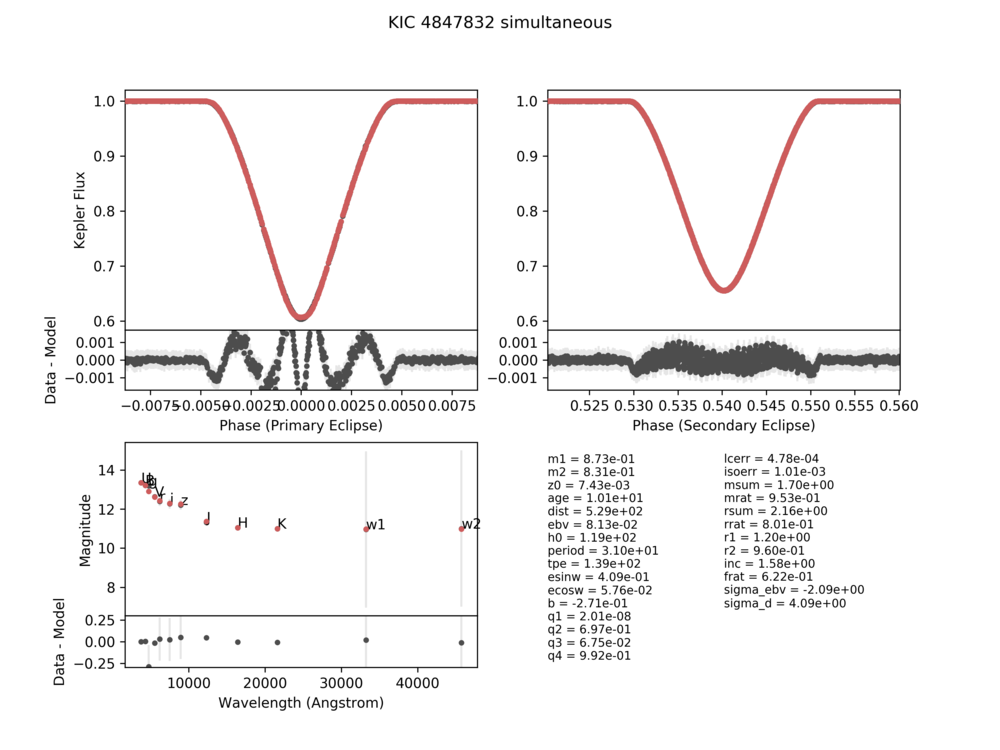 KIC 4847832 simultaneous
1.0
0.9
0.8
0.7
0.6
Kepler Flux
0.001
0.000
−0.001
Data - Model
−0.0075 −0.0050 −0.0025 0.0000 0.0025 0.0050 0.0075
Phase (Primary Eclipse)
0.001
0.000
−0.001
0.525 0.530 0.535 0.540 0.545 0.550 0.555 0.560
Phase (Secondary Eclipse)
14
12
10
8
Magnitude
V i z
J H K w1 w2
0.25
0.00
−0.25
Data - Model
10000 20000 30000 40000
Wavelength (Angstrom)
m1 = 8.73e-01
m2 = 8.31e-01
z0 = 7.43e-03
age = 1.01e+01
dist = 5.29e+02
ebv = 8.13e-02
h0 = 1.19e+02
period = 3.10e+01
tpe = 1.39e+02
esinw = 4.09e-01
ecosw = 5.76e-02
b = -2.71e-01
q1 = 2.01e-08
q2 = 6.97e-01
q3 = 6.75e-02
q4 = 9.92e-01
lcerr = 4.78e-04
isoerr = 1.01e-03
msum = 1.70e+00
mrat = 9.53e-01
rsum = 2.16e+00
rrat = 8.01e-01
r1 = 1.20e+00
r2 = 9.60e-01
inc = 1.58e+00
frat = 6.22e-01
sigma_ebv = -2.09e+00
sigma_d = 4.09e+00